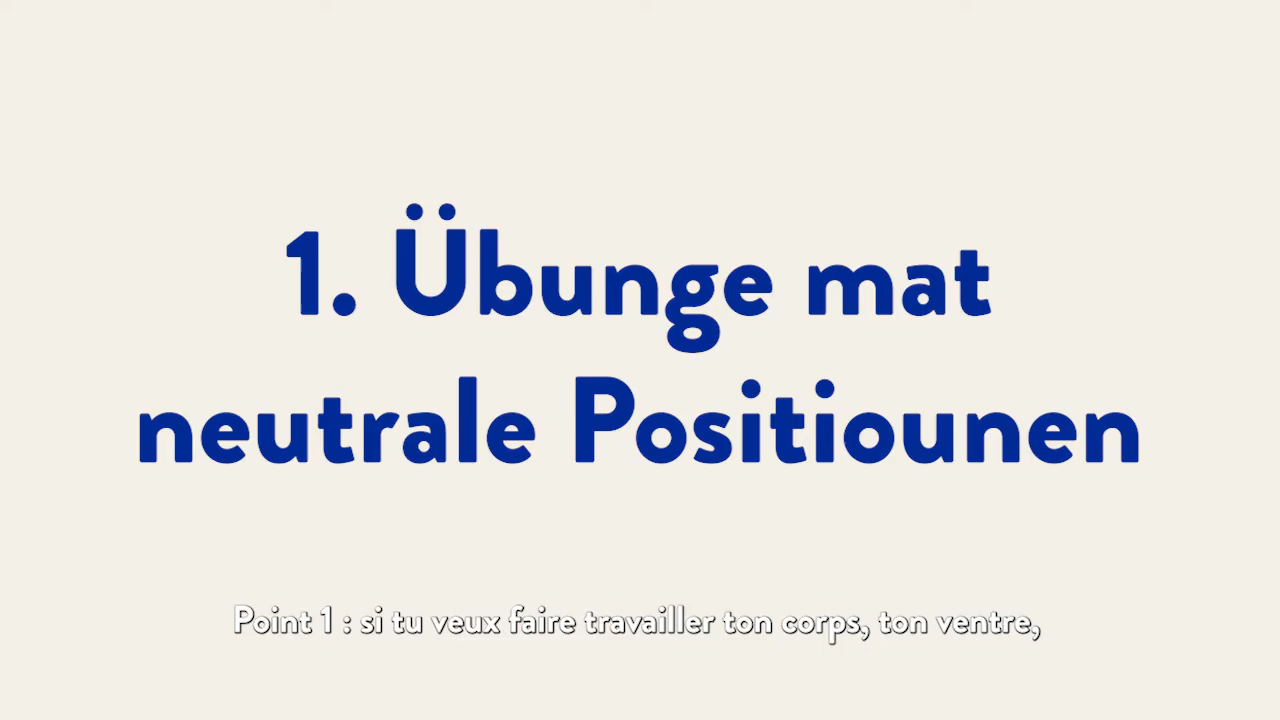 1. Übunge mat
neutrale Positiounen
Point 1 : si tu veux faire travailler ton corps, ton ventre,